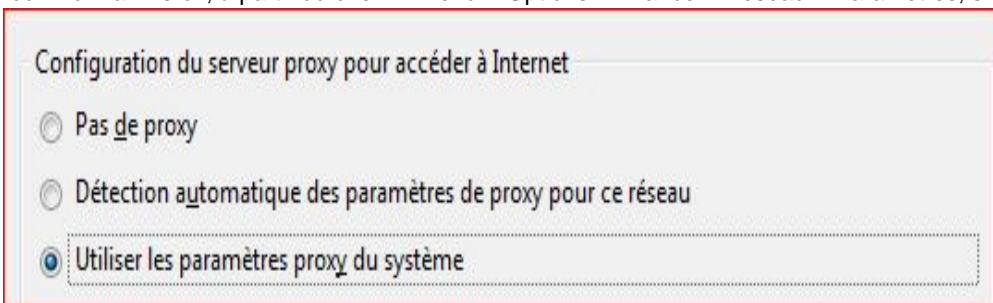 Configuration du serveur proxy pour accéder à Internet
Pas de proxy
Détection automatique des paramètres de proxy pour ce réseau
Utiliser les paramètres proxy du système